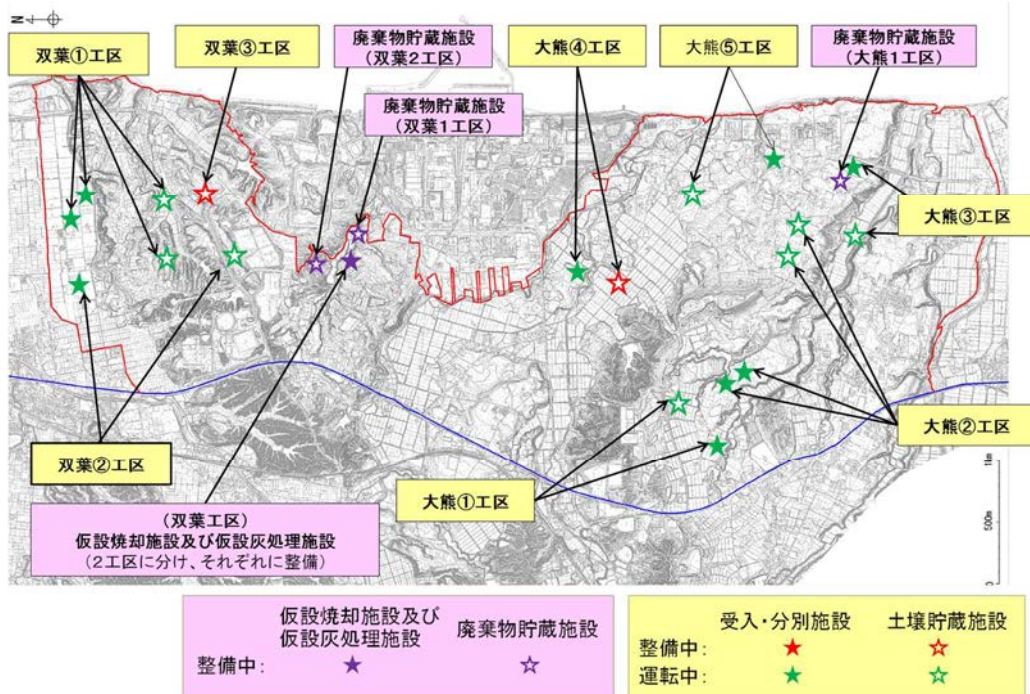 N
双葉①工区
双葉③工区
廃棄物貯蔵施設
（双葉2工区）
廃棄物貯蔵施設
（双葉1工区）
大熊④工区
大熊⑤工区
廃棄物貯蔵施設
（大熊1工区）
大熊③工区
大熊②工区
双葉②工区
大熊①工区
（双葉工区）
仮設焼却施設及び仮設灰処理施設
（2工区に分け、それぞれに整備）
0
500m
1km
仮設焼却施設及び
仮設灰処理施設
廃棄物貯蔵施設
整備中：
受入・分別施設
土壌貯蔵施設
整備中：
運転中：